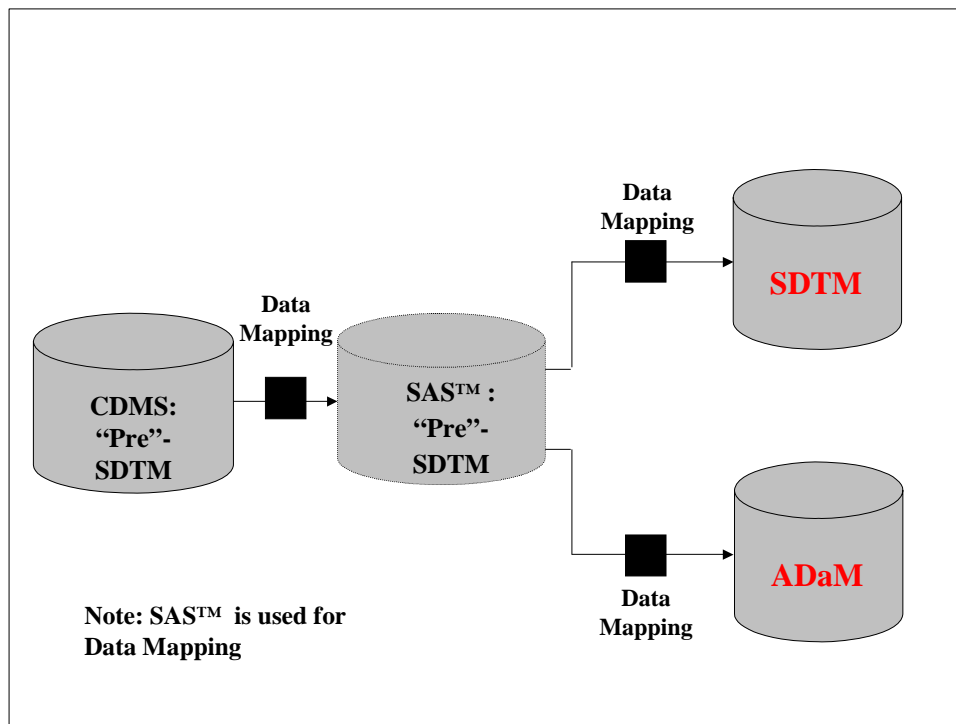 Data
Mapping
SDTM
Data
Mapping
CDMS:
“Pre”-
SDTM
SAS™ :
“Pre”-
SDTM
ADaM
Data
Mapping
Note: SAS™ is used for
Data Mapping